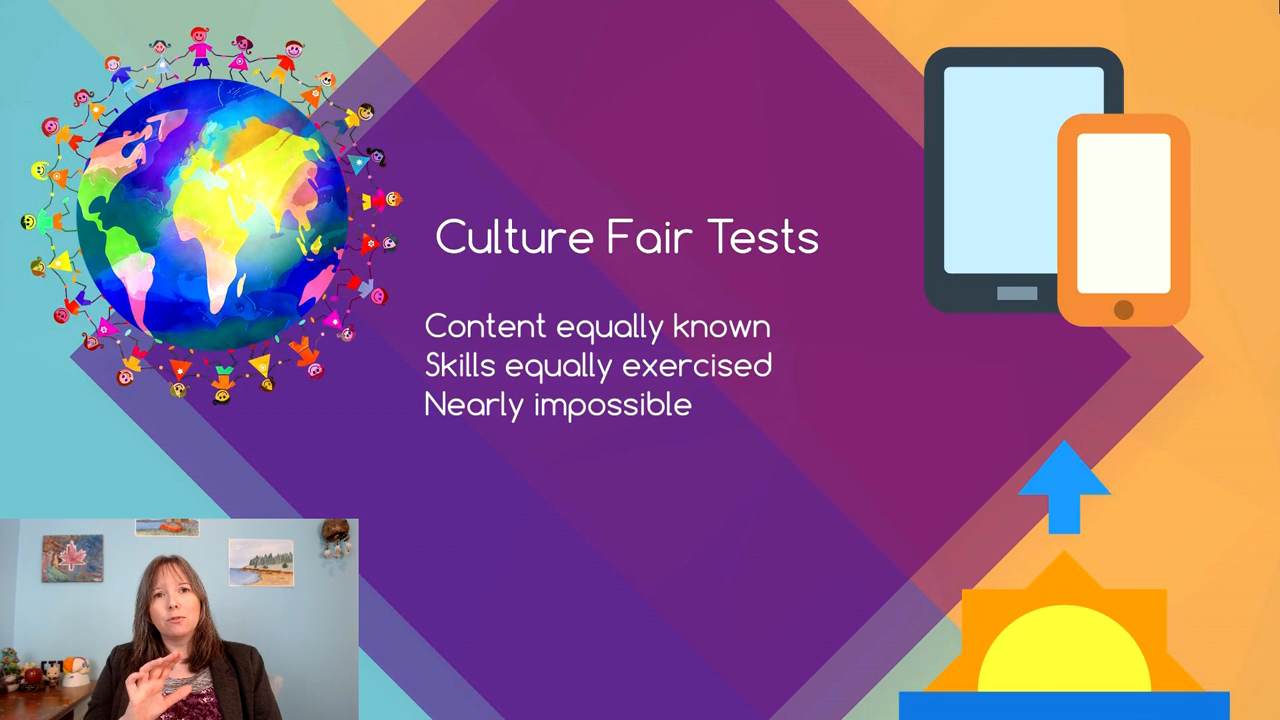 Culture Fair Tests
Content equally known
Skills equally exercised
Nearly impossible